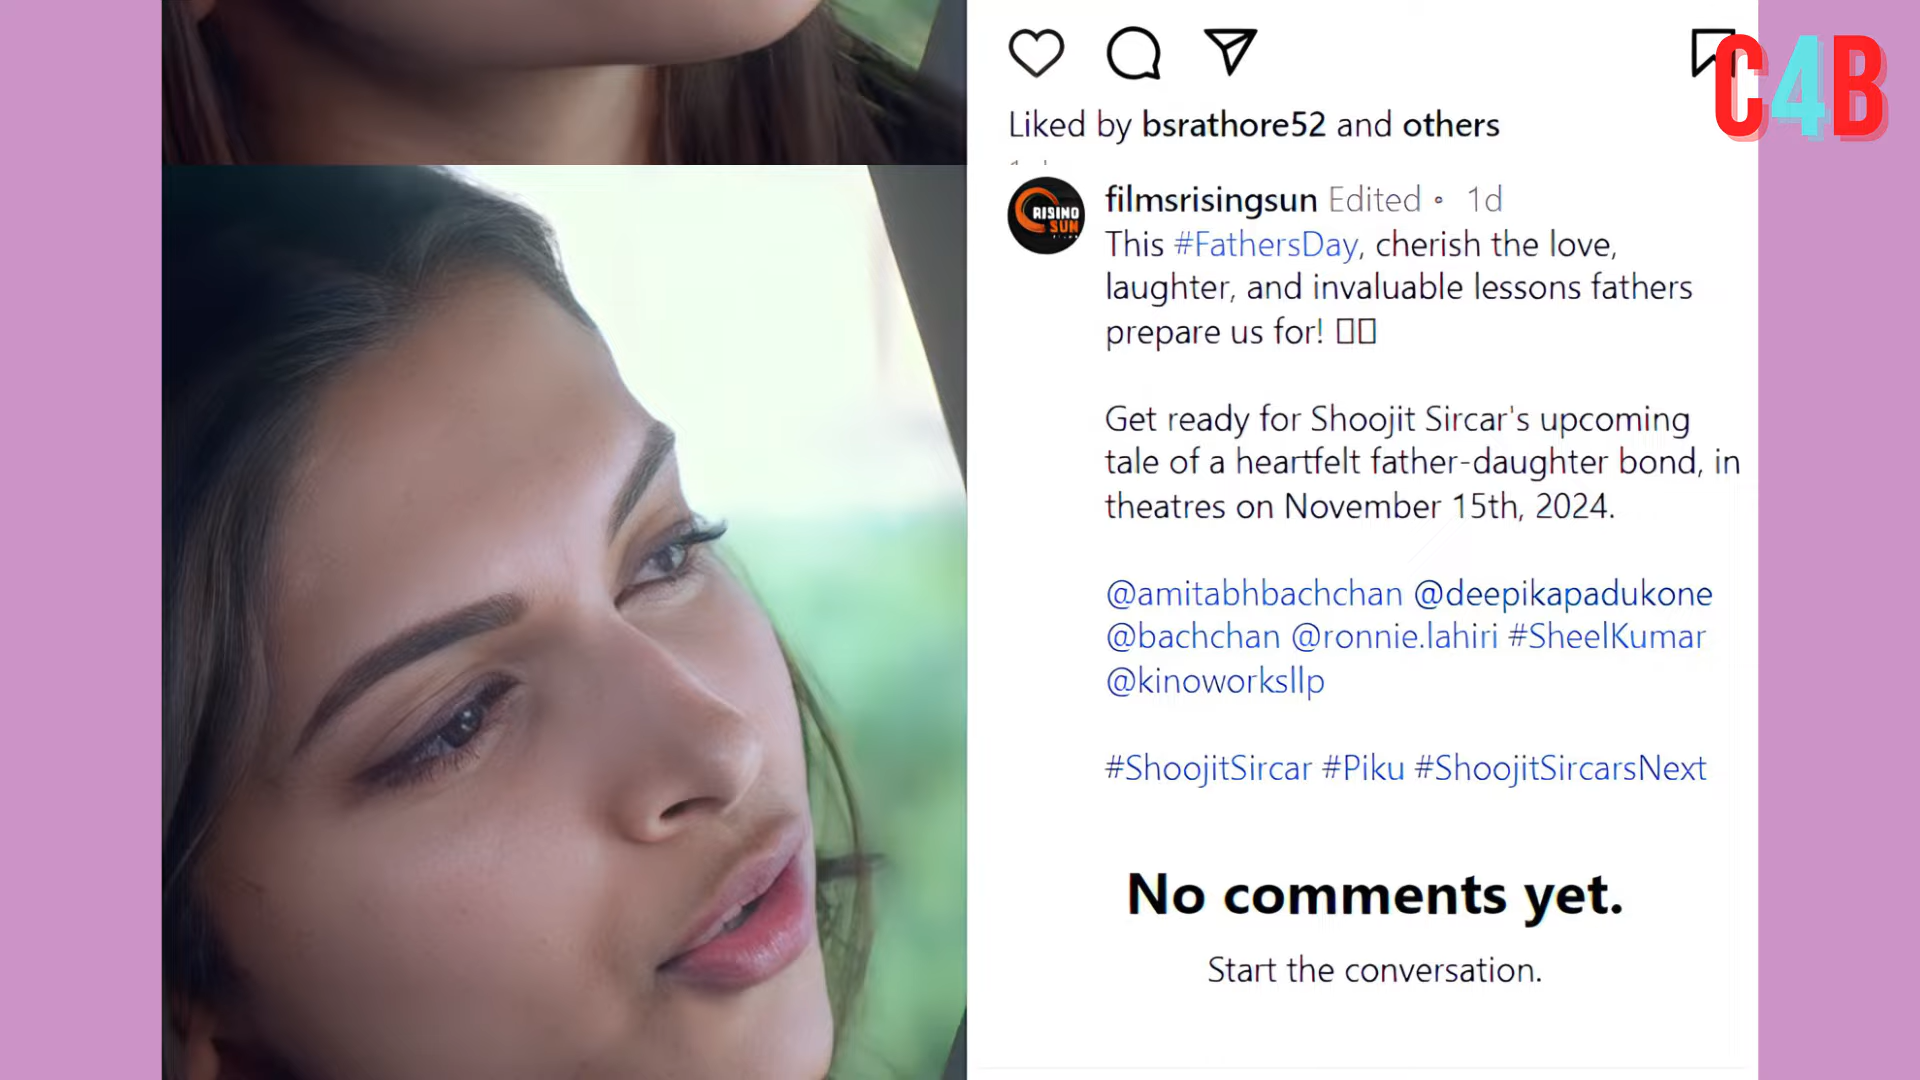 C4B
Liked by bsrathore52 and others
RISING
SUN
filmsrisingsun Edited • 1d
This #FathersDay, cherish the love,
laughter, and invaluable lessons fathers
prepare us for!
Get ready for Shoojit Sircar's upcoming
tale of a heartfelt father-daughter bond, in
theatres on November 15th, 2024.
@amitabhbachchan @deepikapadukone
@bachchan @ronnie.lahiri #SheelKumar
@kinoworksllp
#ShoojitSircar #Piku #ShoojitSircarsNext
No comments yet.
Start the conversation.